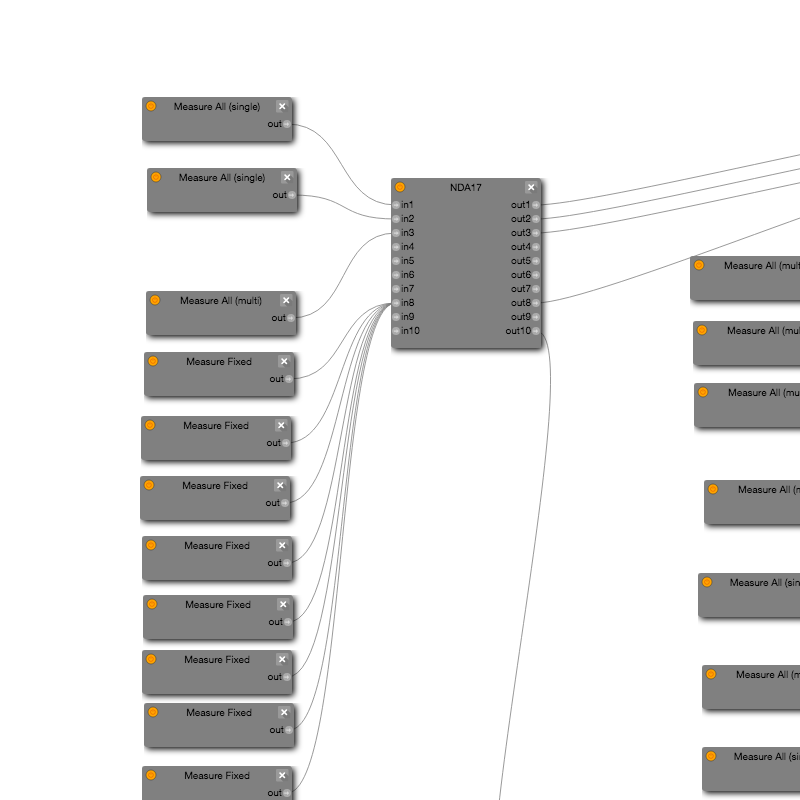 Measure All (single)
out
Measure All (single)
out
NDA17
in1 out1
in2 out2
in3 out3
in4 out4
in5 out5
in6 out6
in7 out7
in8 out8
in9 out9
in10 out10
Measure All (multi)
out
Measure Fixed
out
Measure Fixed
out
Measure Fixed
out
Measure Fixed
out
Measure Fixed
out
Measure Fixed
out
Measure Fixed
out
Measure Fixed
out
Measure All (mult
Measure All (mul
Measure All (mu
Measure All (m
Measure All (sin
Measure All (m
Measure All (si